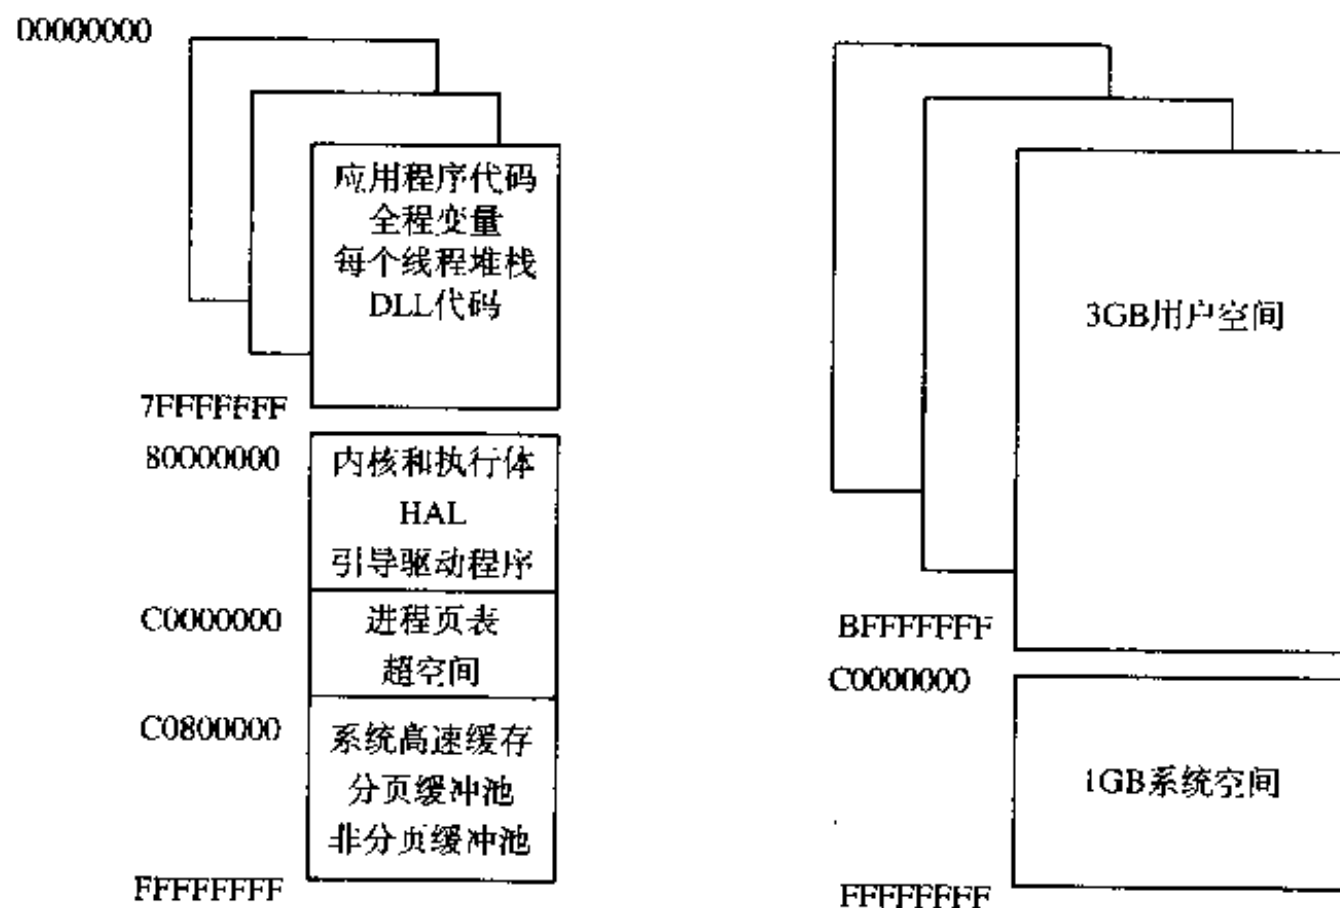 00000000
应用程序代码
全程变量
每个线程堆栈
DLL代码
7FFFFFFF
80000000
内核和执行体
HAL
引导驱动程序
C0000000
进程页表
超空间
C0800000
系统高速缓存
分页缓冲池
非分页缓冲池
FFFFFFFF
3GB用户空间
BFFFFFFF
C0000000
1GB系统空间
FFFFFFFF